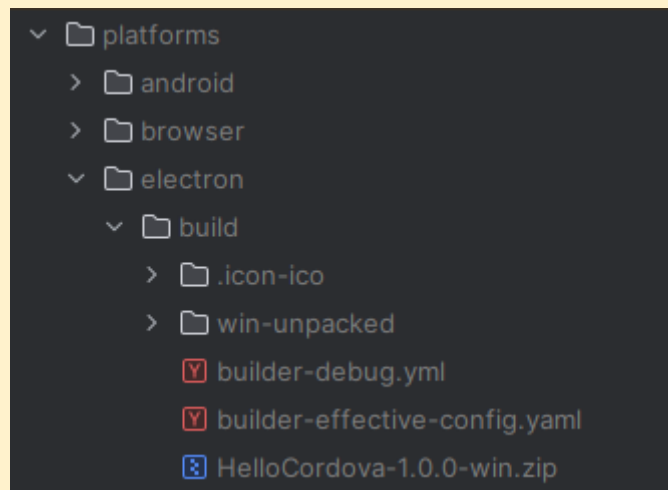 platforms
android
browser
electron
build
.icon-ico
win-unpacked
builder-debug.yml
builder-effective-config.yaml
HelloCordova-1.0.0-win.zip